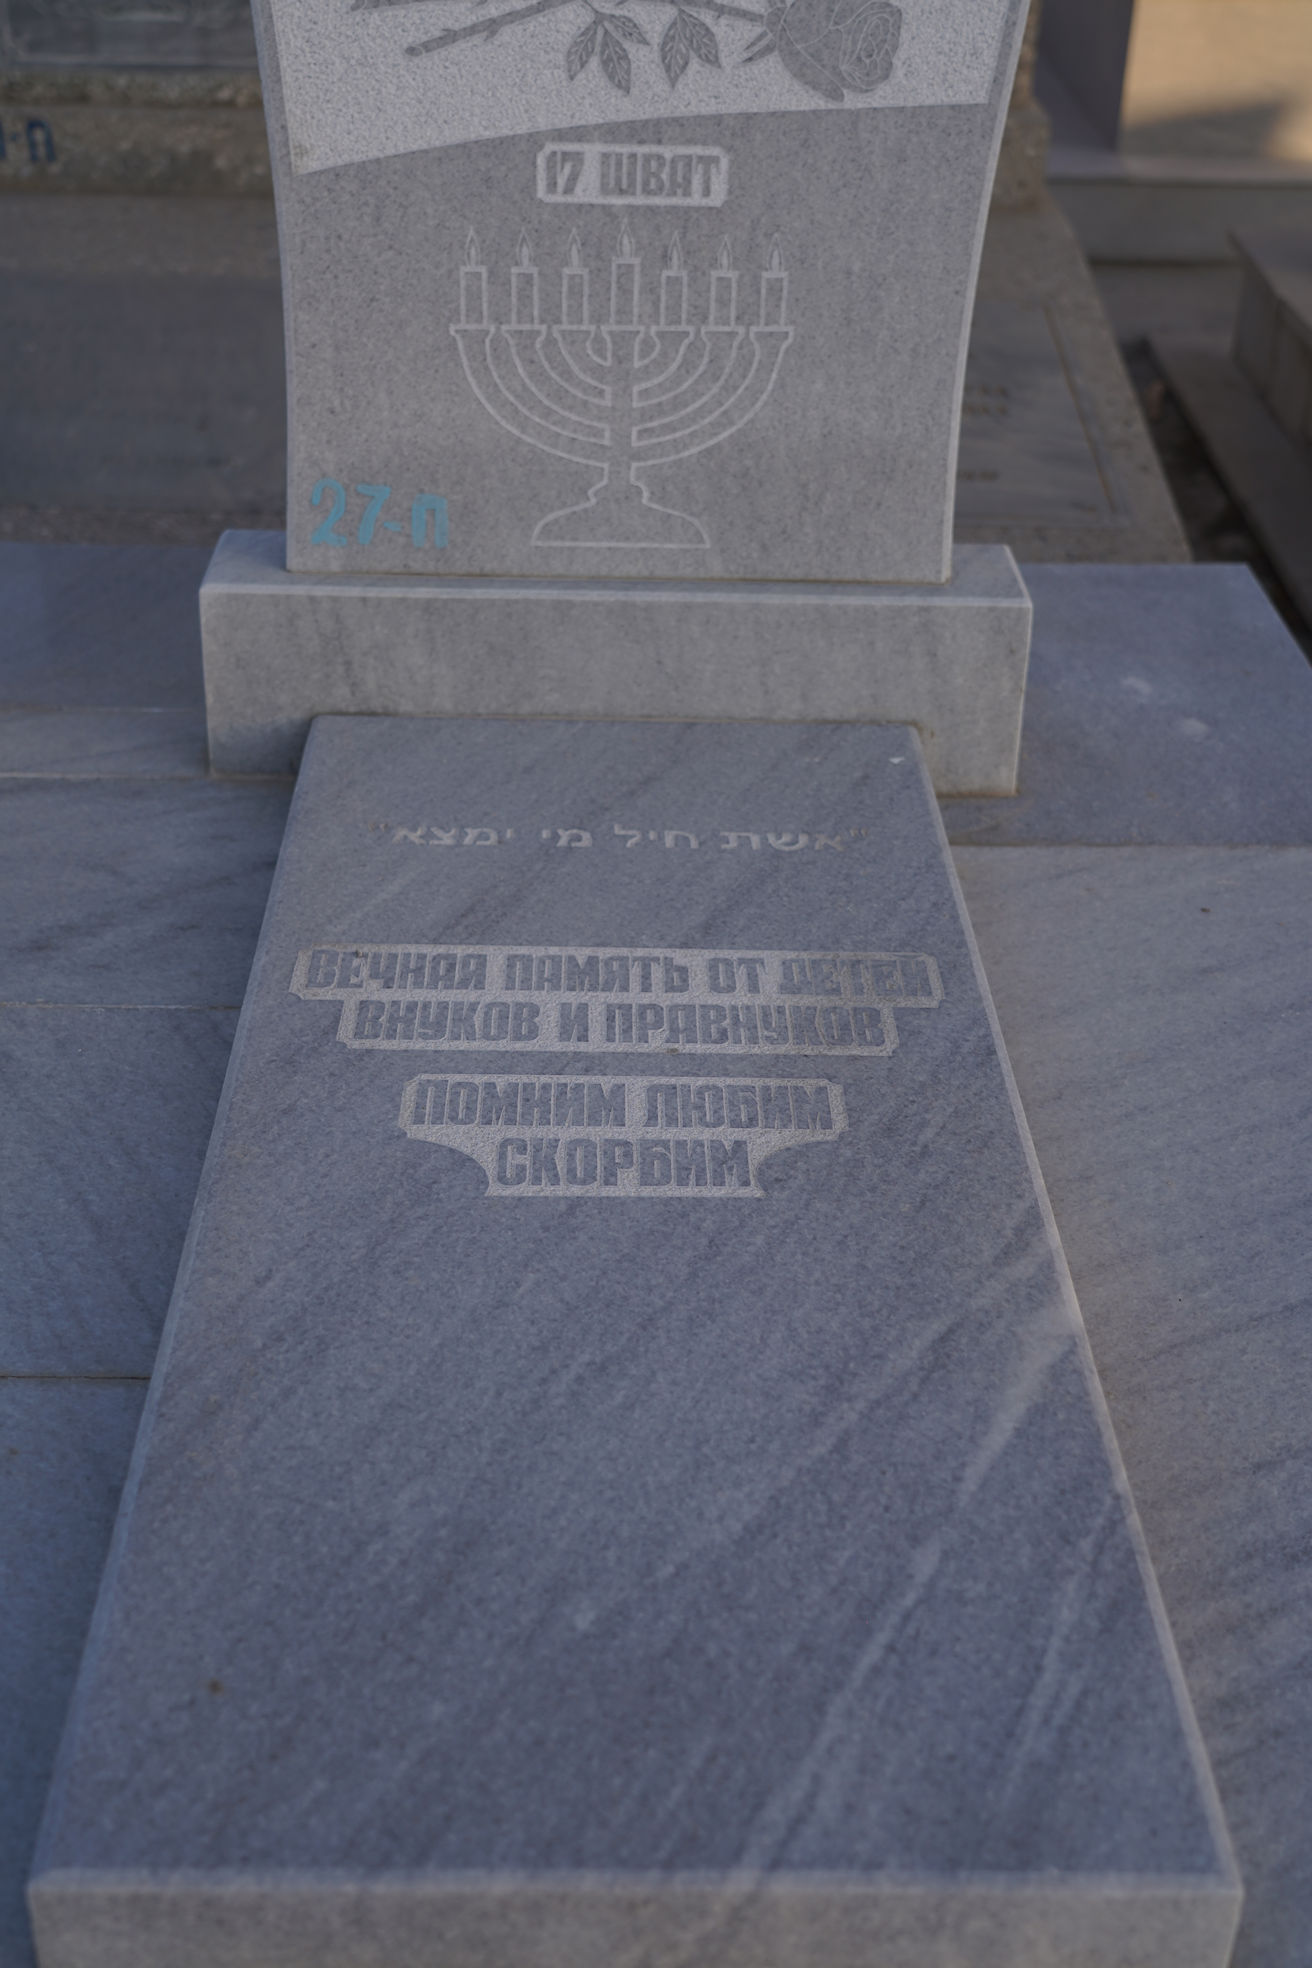 17 ШВАТ
27-П
"אשת חיל מי ימצא"
ВЕЧНАЯ ПАМЯТЬ ОТ ДЕТЕЙ
ВНУКОВ И ПРАВНУКОВ
ПОМНИМ ЛЮБИМ
СКОРБИМ